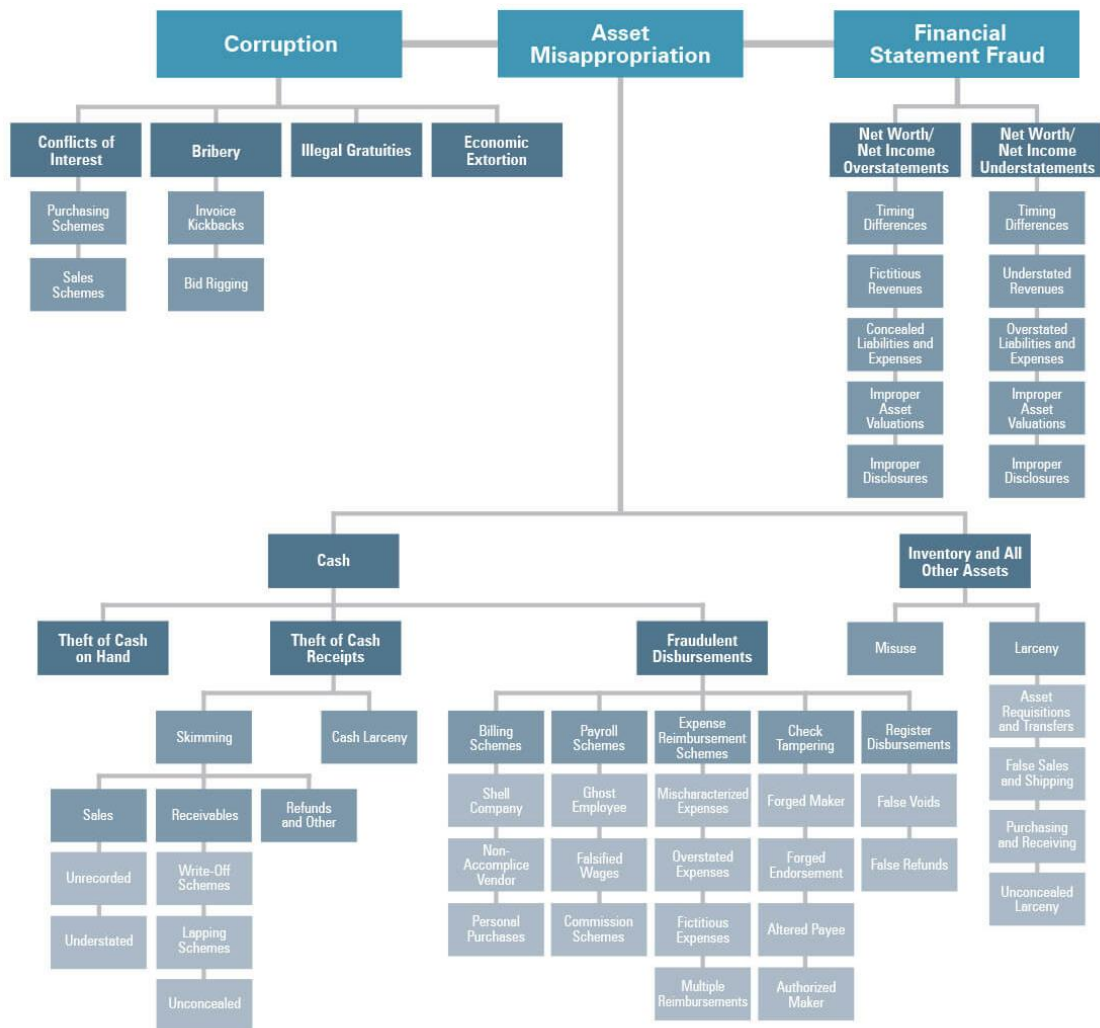 Corruption
Asset
Misappropriation
Financial
Statement Fraud
Conflicts of
Interest
Bribery
Illegal Gratuities
Economic
Extortion
Net Worth/
Net Income
Overstatements
Net Worth/
Net Income
Understatements
Purchasing
Schemes
Invoice
Kickbacks
Timing
Differences
Timing
Differences
Sales
Schemes
Bid Rigging
Fictitious
Revenues
Understated
Revenues
Concealed
Liabilities and
Expenses
Overstated
Liabilities and
Expenses
Improper
Asset
Valuations
Improper
Asset
Valuations
Improper
Disclosures
Improper
Disclosures
Cash
Inventory and All
Other Assets
Theft of Cash
on Hand
Theft of Cash
Receipts
Fraudulent
Disbursements
Misuse
Larceny
Skimming
Cash Larceny
Billing
Schemes
Payroll
Schemes
Expense
Reimbursement
Schemes
Check
Tampering
Register
Disbursements
Asset
Requisitions
and Transfers
False Sales
and Shipping
Purchasing
and Receiving
Unconcealed
Larceny
Sales
Receivables
Refunds
and Other
Shell
Company
Ghost
Employee
Mischaracterized
Expenses
Forged Maker
False Voids
Unrecorded
Write-Off
Schemes
Non-
Accomplice
Vendor
Falsified
Wages
Overstated
Expenses
Forged
Endorsement
False Refunds
Understated
Lapping
Schemes
Personal
Purchases
Commission
Schemes
Fictitious
Expenses
Altered Payee
Unconcealed
Multiple
Reimbursements
Authorized
Maker